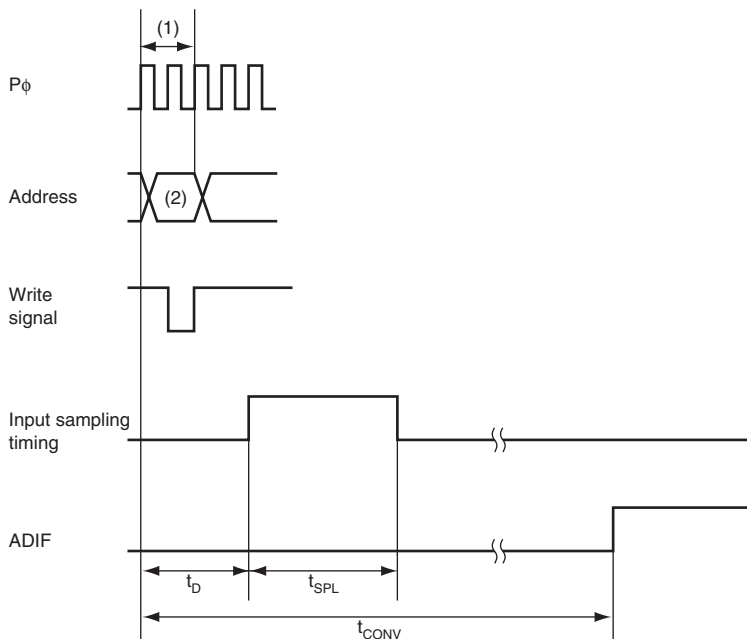 (1)
Pϕ
Address
(2)
Write
signal
Input sampling
timing
ADIF
tD
tSPL
tCONV